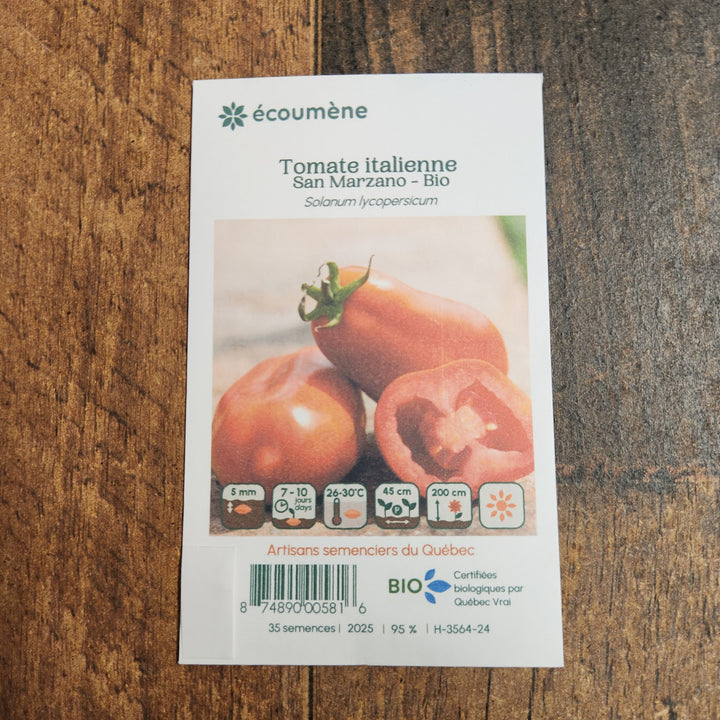 écoumène
Tomate italienne
San Marzano - Bio
Solanum lycopersicum
5 mm
7 - 10
jours
days
26-30°C
45 cm
P
200 cm
Artisans semenciers du Québec
8 74890 00581 6
BIO
Certifiées
biologiques par
Québec Vrai
35 semences | 2025 | 95 % | H-3564-24